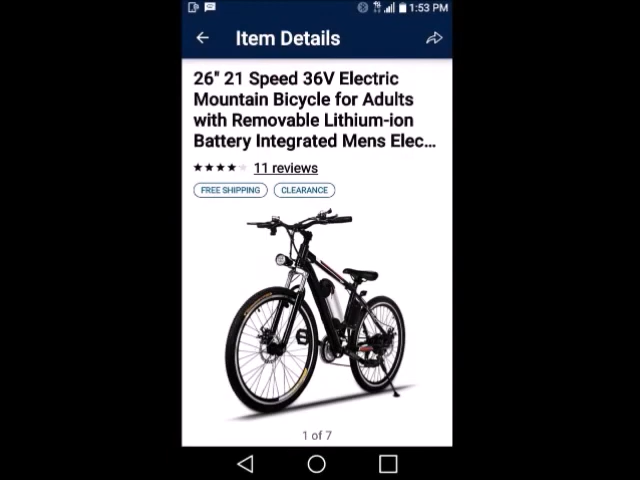 1:53 PM
Item Details
26" 21 Speed 36V Electric
Mountain Bicycle for Adults
with Removable Lithium-ion
Battery Integrated Mens Elec...
11 reviews
FREE SHIPPING CLEARANCE
1 of 7